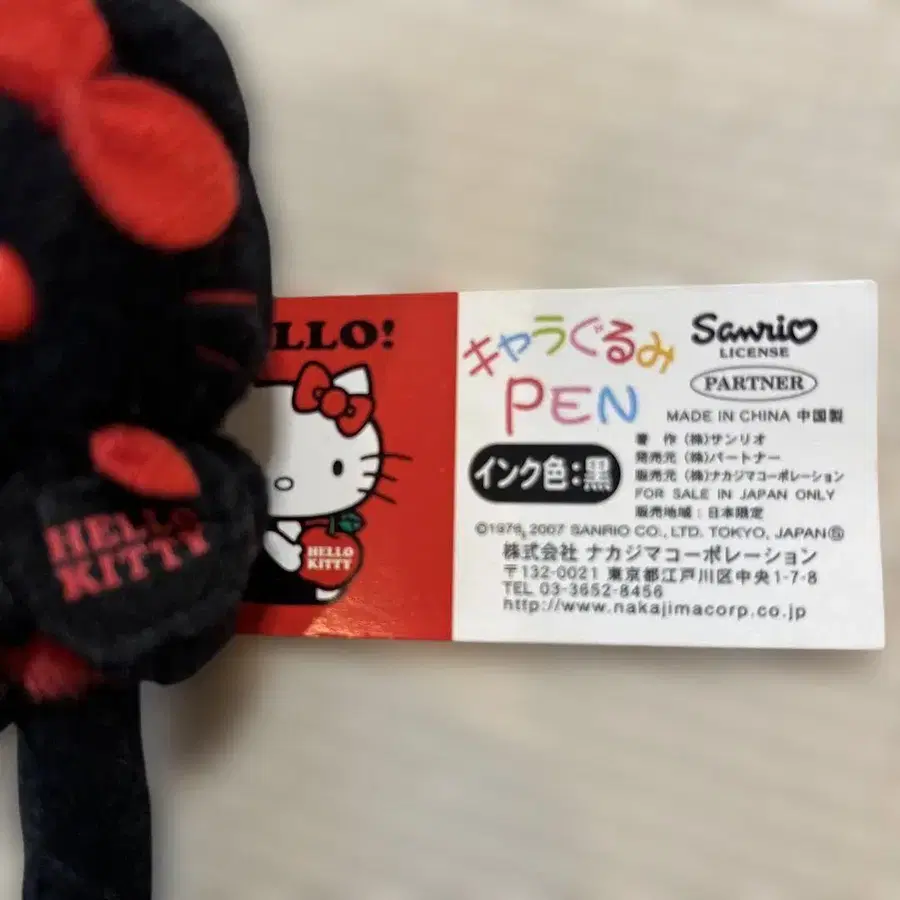 HELLO
KITTY
LLO!
HELLO
KITTY
キャラぐるみ
PEN
インク色:黒
Sanrio
LICENSE
PARTNER
MADE IN CHINA 中国製
著 作 (株)サンリオ
発売元 (株)パートナー
販売元 (株)ナカジマコーポレーション
FOR SALE IN JAPAN ONLY
販売地域:日本限定
©1976, 2007 SANRIO CO., LTD. TOKYO, JAPAN Ⓢ
株式会社 ナカジマコーポレーション
〒132-0021 東京都江戸川区中央1-7-8
TEL 03-3652-8456
http://www.nakajimacorp.co.jp